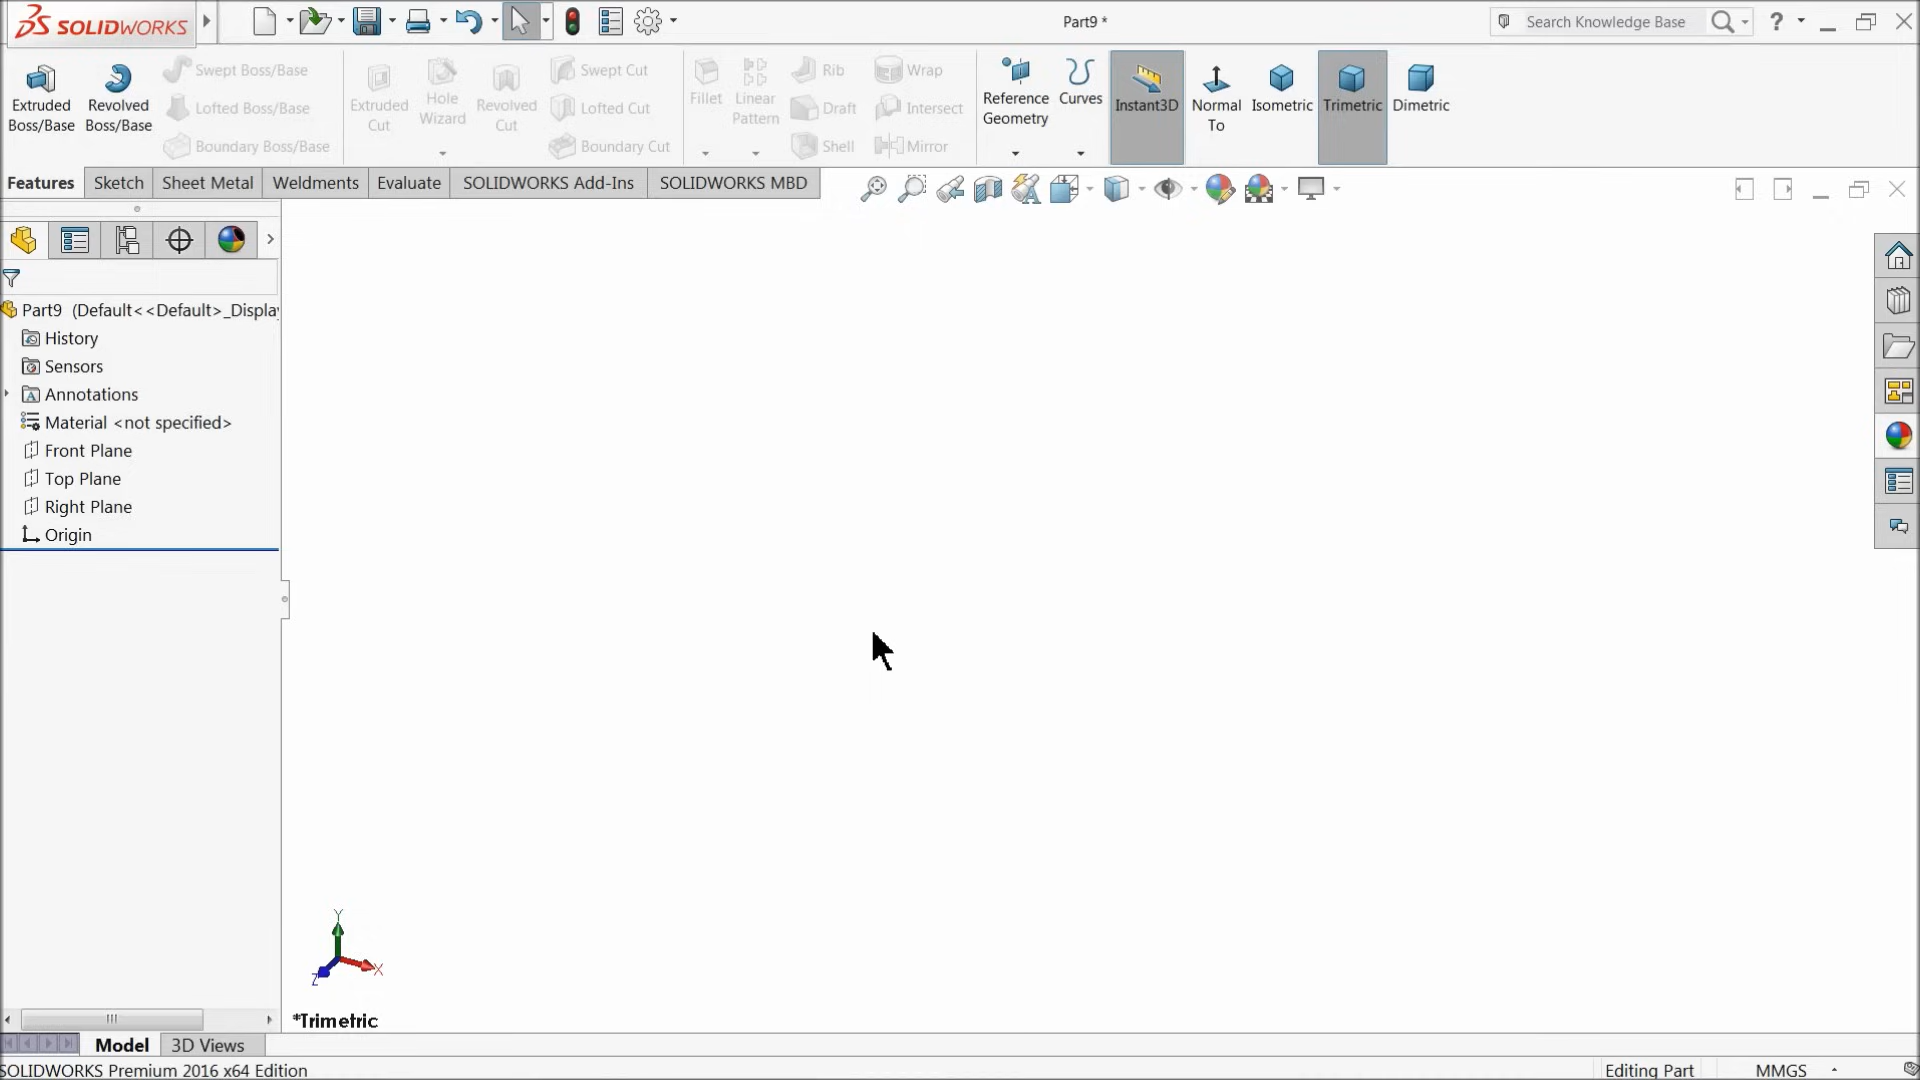 SOLIDWORKS
Part9 *
Search Knowledge Base
?
Extruded
Boss/Base
Revolved
Boss/Base
Swept Boss/Base
Lofted Boss/Base
Boundary Boss/Base
Extruded
Cut
Hole
Wizard
Revolved
Cut
Swept Cut
Lofted Cut
Boundary Cut
Fillet
Linear
Pattern
Rib
Draft
Shell
Wrap
Intersect
Mirror
Reference
Geometry
Curves
Instant3D
Normal
To
Isometric
Trimetric
Dimetric
Features
Sketch
Sheet Metal
Weldments
Evaluate
SOLIDWORKS Add-Ins
SOLIDWORKS MBD
Part9 (Default<<Default>_Displa
History
Sensors
Annotations
Material <not specified>
Front Plane
Top Plane
Right Plane
Origin
Y
X
Z
*Trimetric
Model
3D Views
SOLIDWORKS Premium 2016 x64 Edition
Editing Part
MMGS